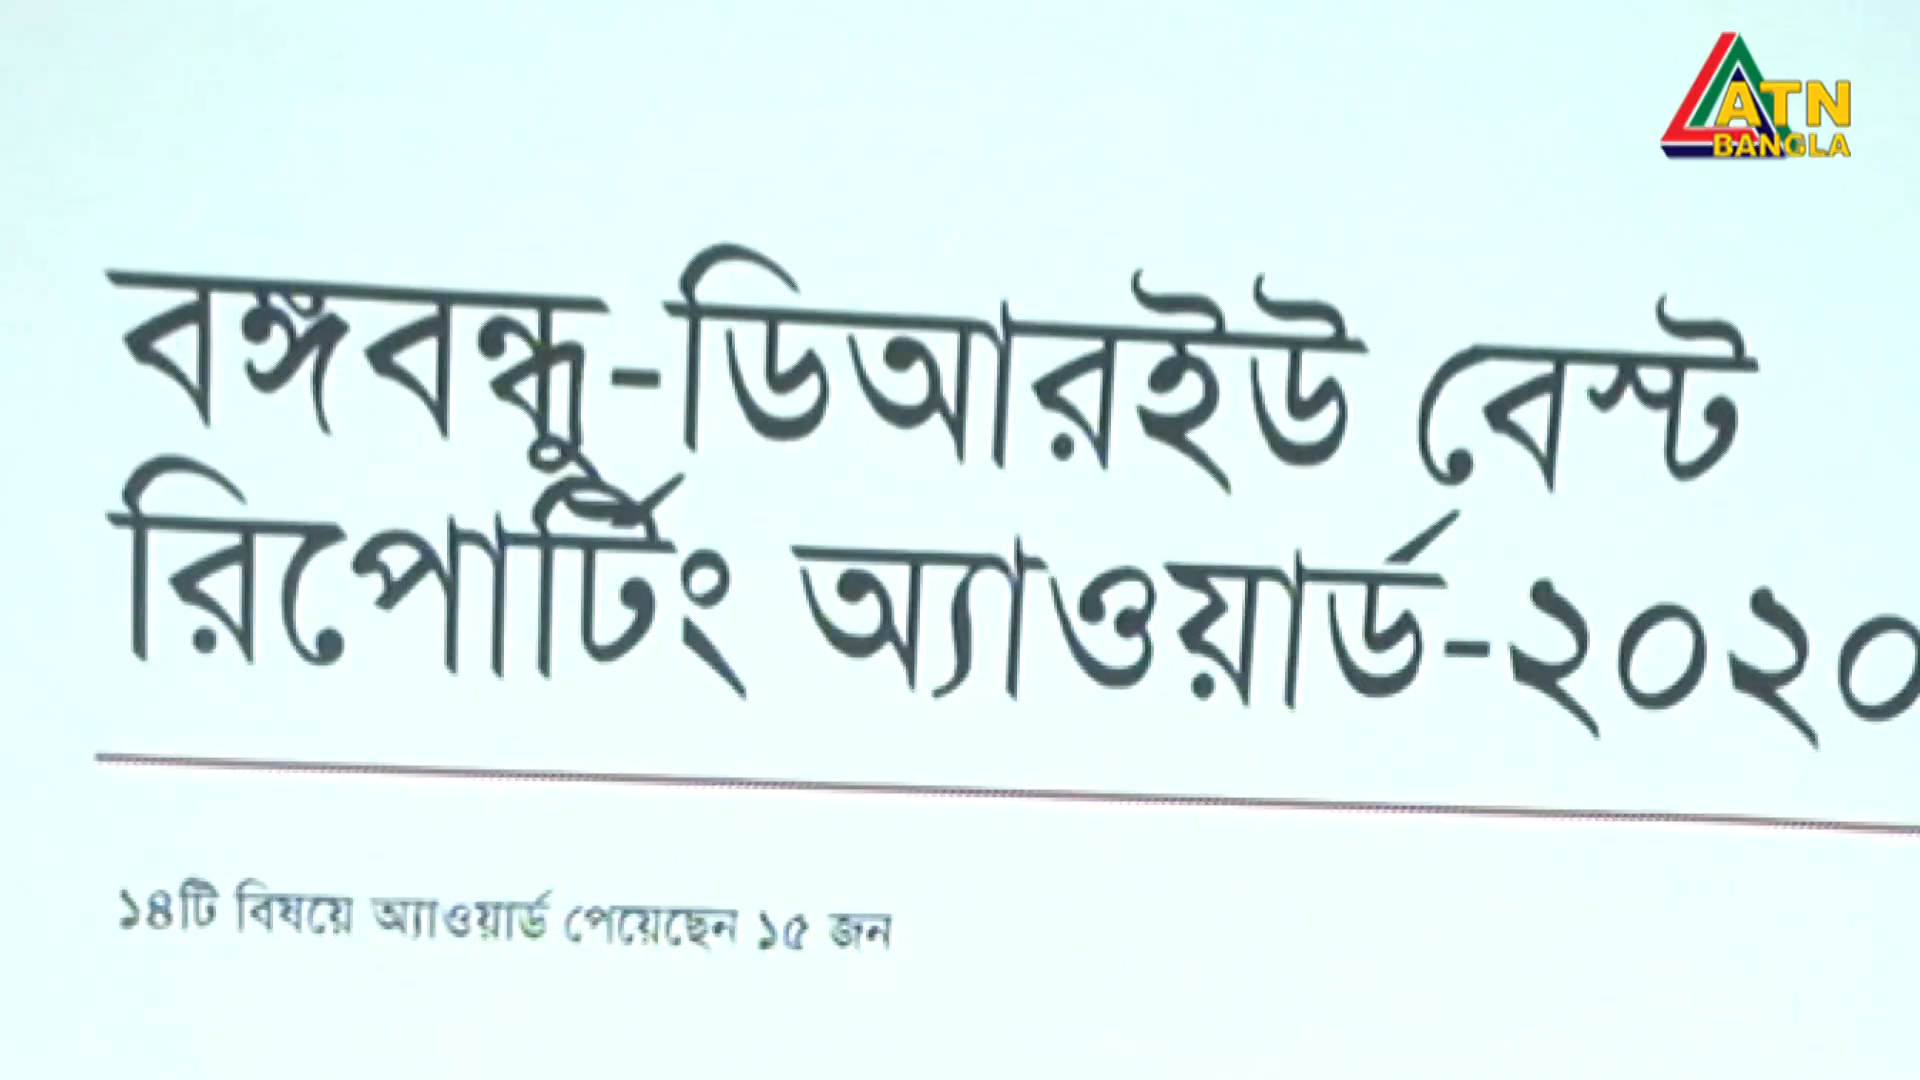 ATN
BANGLA
বঙ্গবন্ধু-ডিআরইউ বেস্ট
রিপোর্টিং অ্যাওয়ার্ড-২০২০
১৪টি বিষয়ে অ্যাওয়ার্ড পেয়েছেন ১৫ জন